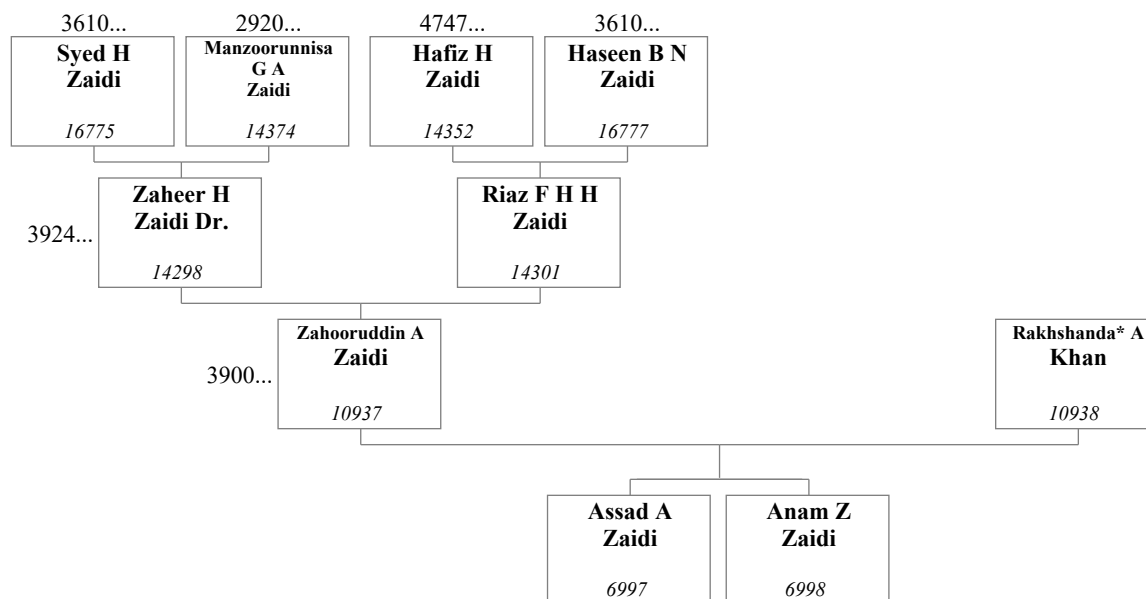 3610...
2920...
4747...
3610...
Syed H
Zaidi
16775
Manzoorunnisa
G A
Zaidi
14374
Hafiz H
Zaidi
14352
Haseen B N
Zaidi
16777
3924...
Zaheer H
Zaidi Dr.
14298
Riaz F H H
Zaidi
14301
3900...
Zahooruddin A
Zaidi
10937
Rakhshanda* A
Khan
10938
Assad A
Zaidi
6997
Anam Z
Zaidi
6998